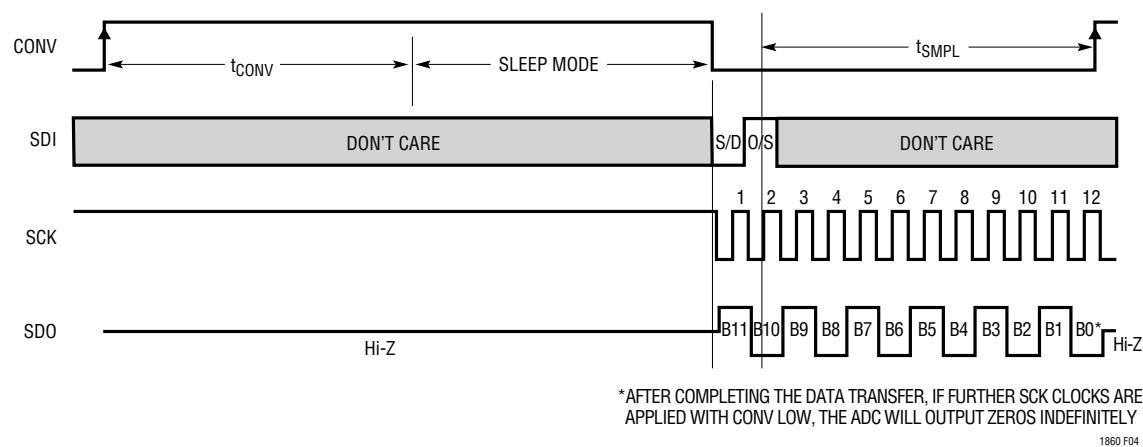 CONV
tCONV
SLEEP MODE
tSMPL
SDI
DON'T CARE
S/D O/S
DON'T CARE
1 2 3 4 5 6 7 8 9 10 11 12
SCK
SDO
Hi-Z
B11 B10 B9 B8 B7 B6 B5 B4 B3 B2 B1 B0*
Hi-Z
*AFTER COMPLETING THE DATA TRANSFER, IF FURTHER SCK CLOCKS ARE
APPLIED WITH CONV LOW, THE ADC WILL OUTPUT ZEROS INDEFINITELY
1860 F04